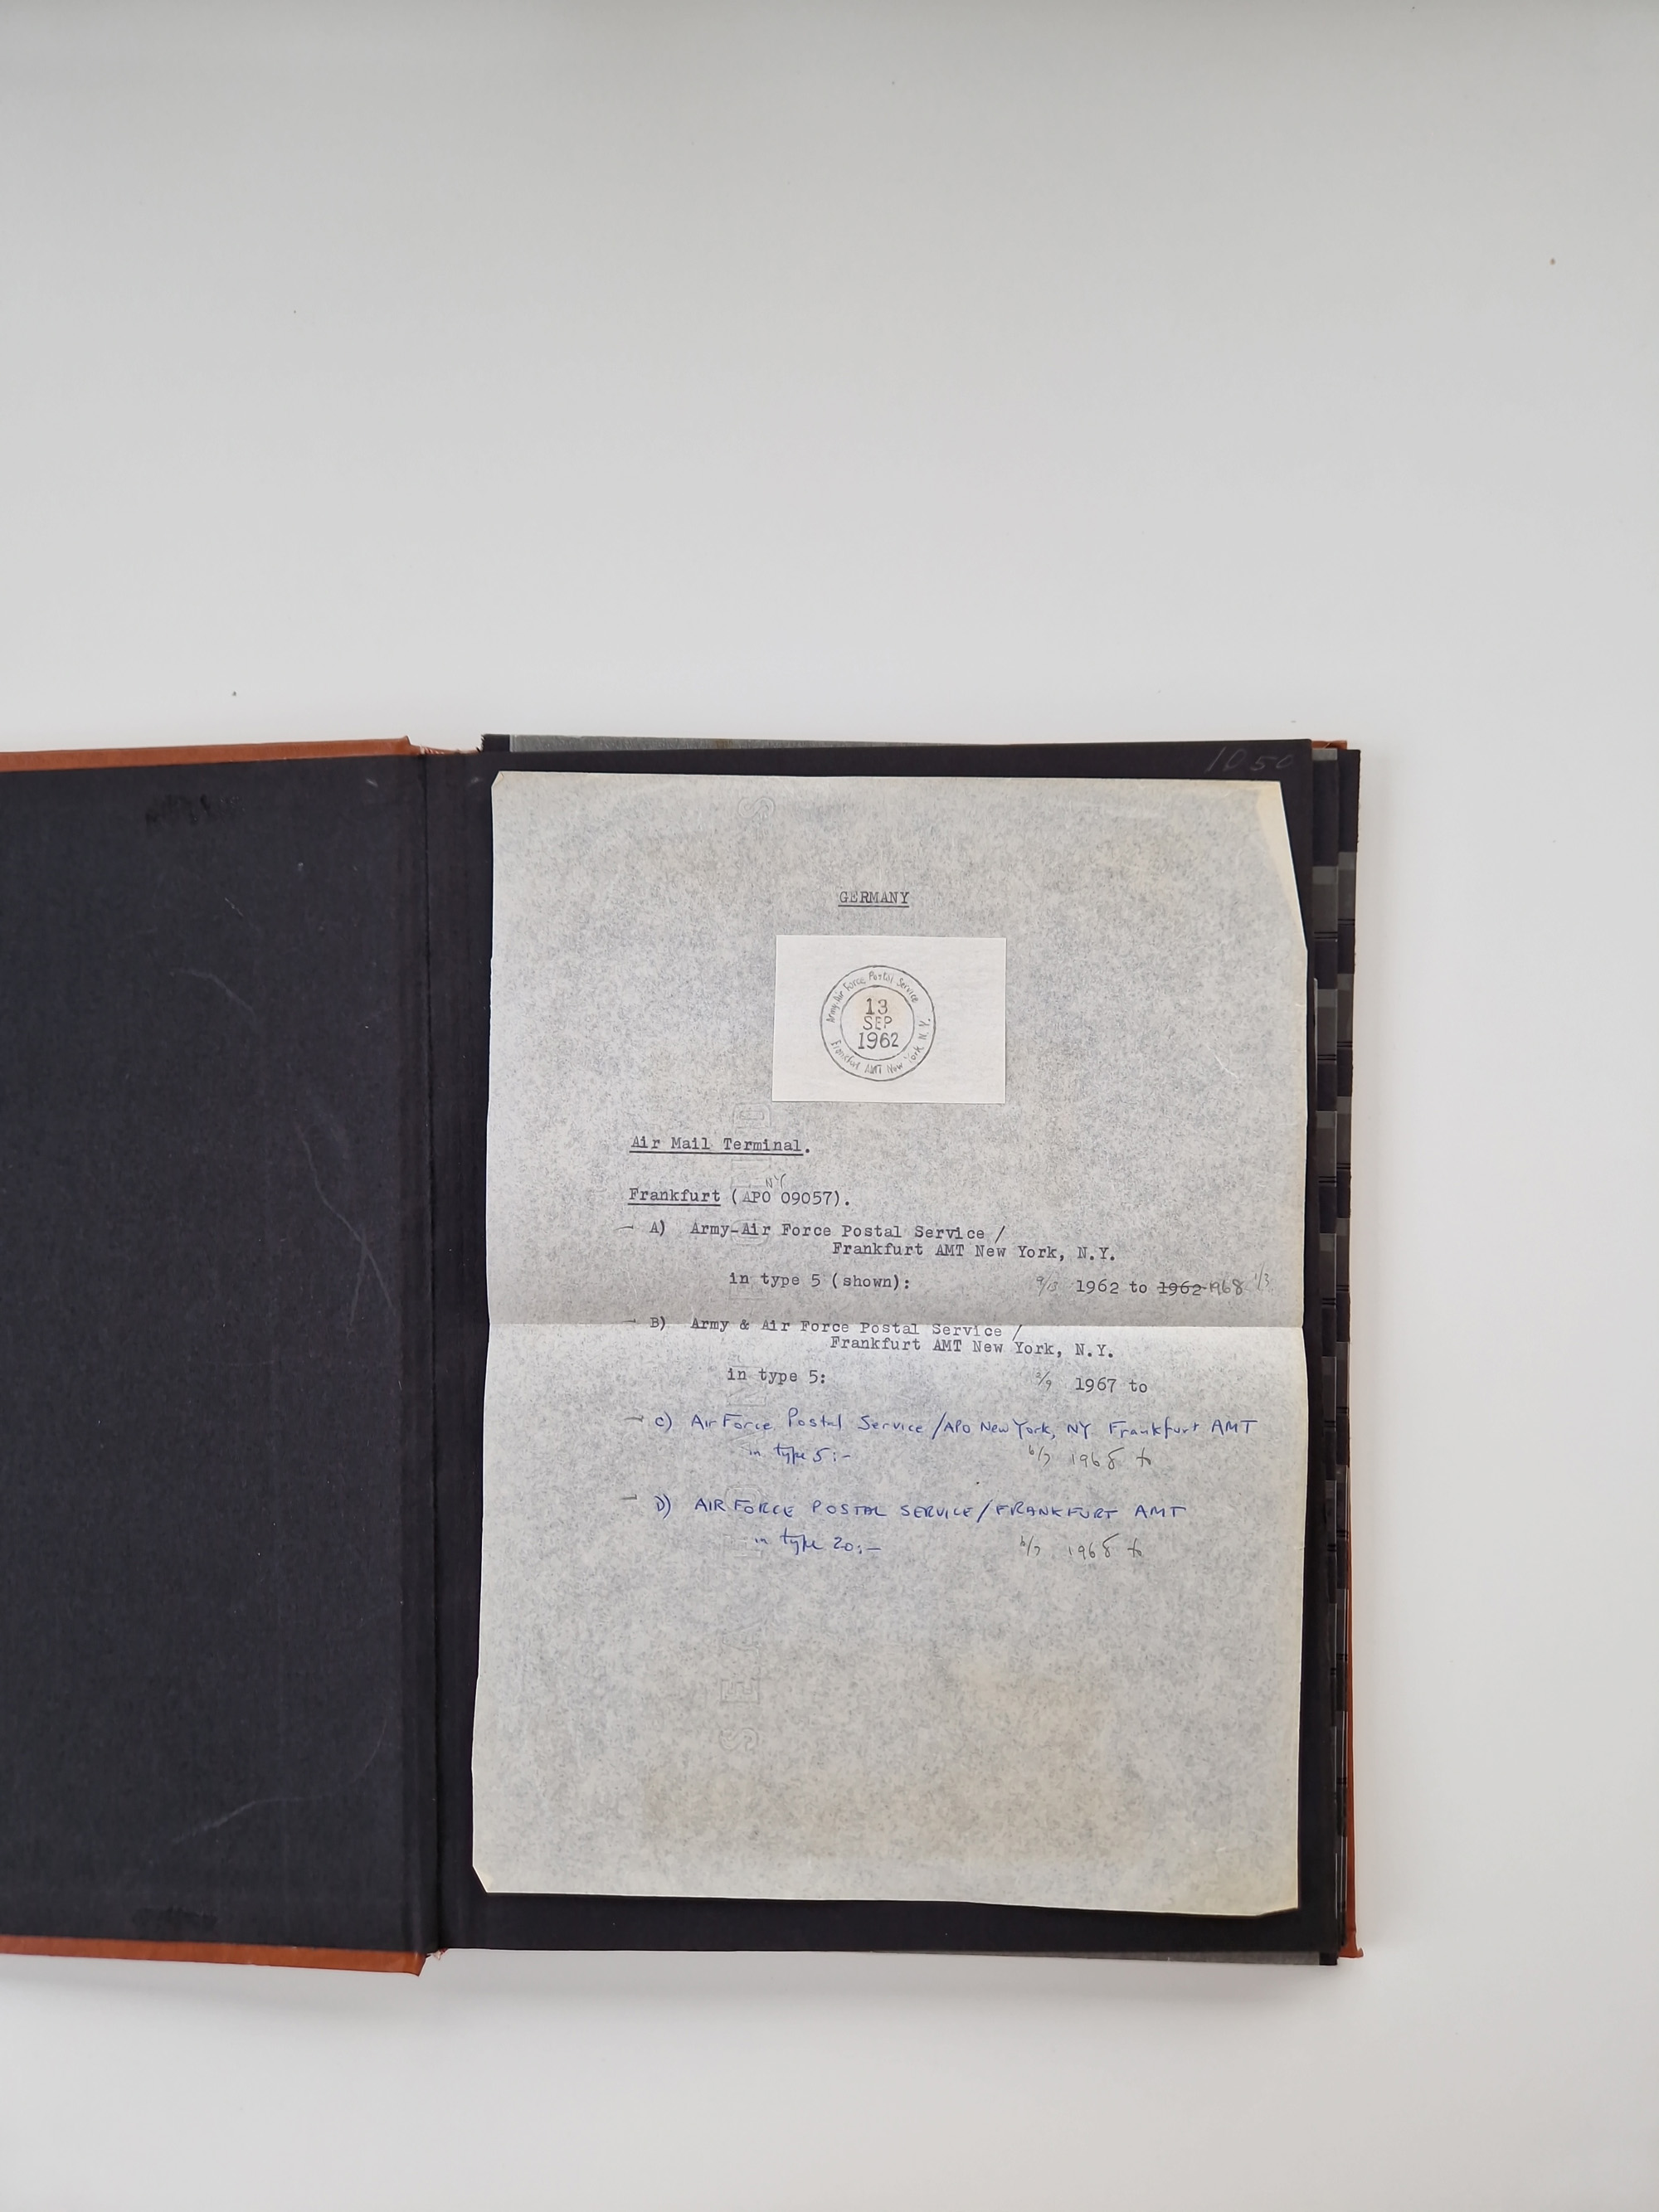 1050
GERMANY
Army-Air Force Postal Service
13
SEP
1962
Frankfurt AMT New York, N.Y.
Air Mail Terminal.
NY
Frankfurt (APO 09057).
— A) Army-Air Force Postal Service /
Frankfurt AMT New York, N.Y.
in type 5 (shown): 9/13 1962 to 1962 1968 1/3
— B) Army & Air Force Postal Service /
Frankfurt AMT New York, N.Y.
in type 5: 1967 to
— C) Air Force Postal Service / APO New York, NY Frankfurt AMT
in type 5:- 6/7 1968 to
— D) AIR FORCE POSTAL SERVICE / FRANKFURT AMT
in type 20:- 6/7 1968 to